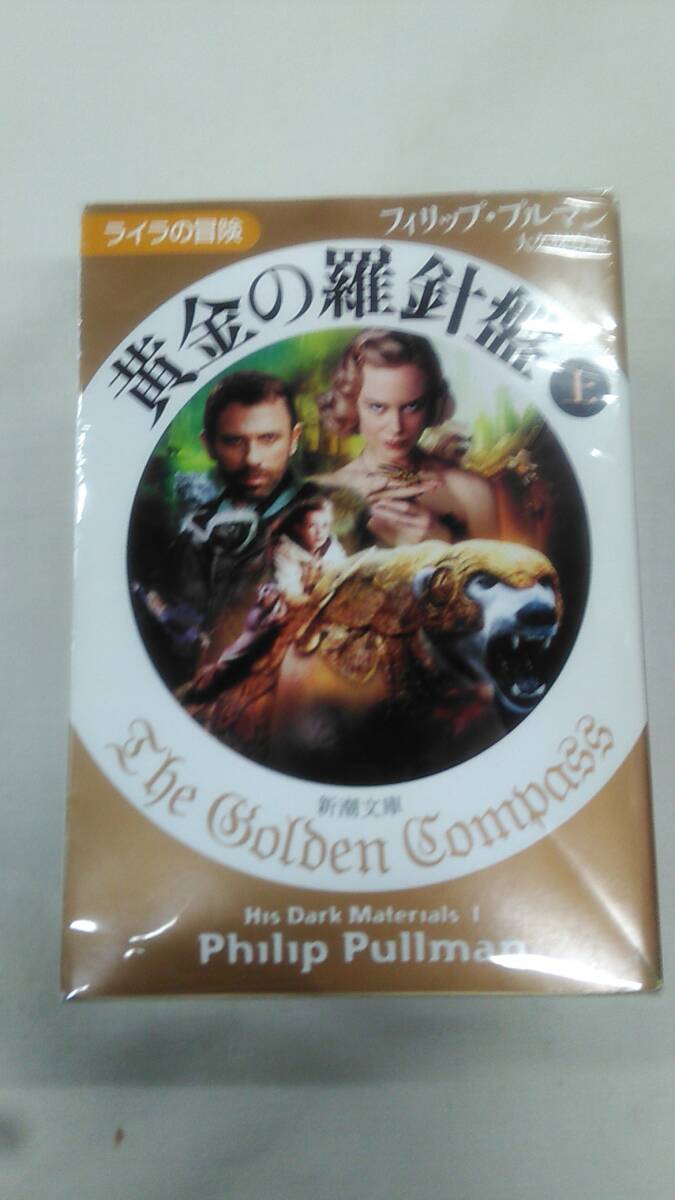 ライラの冒険
フィリップ・プルマン
黄金の羅針盤
上
新潮文庫
The Golden Compass
His Dark Materials I
Philip Pullman